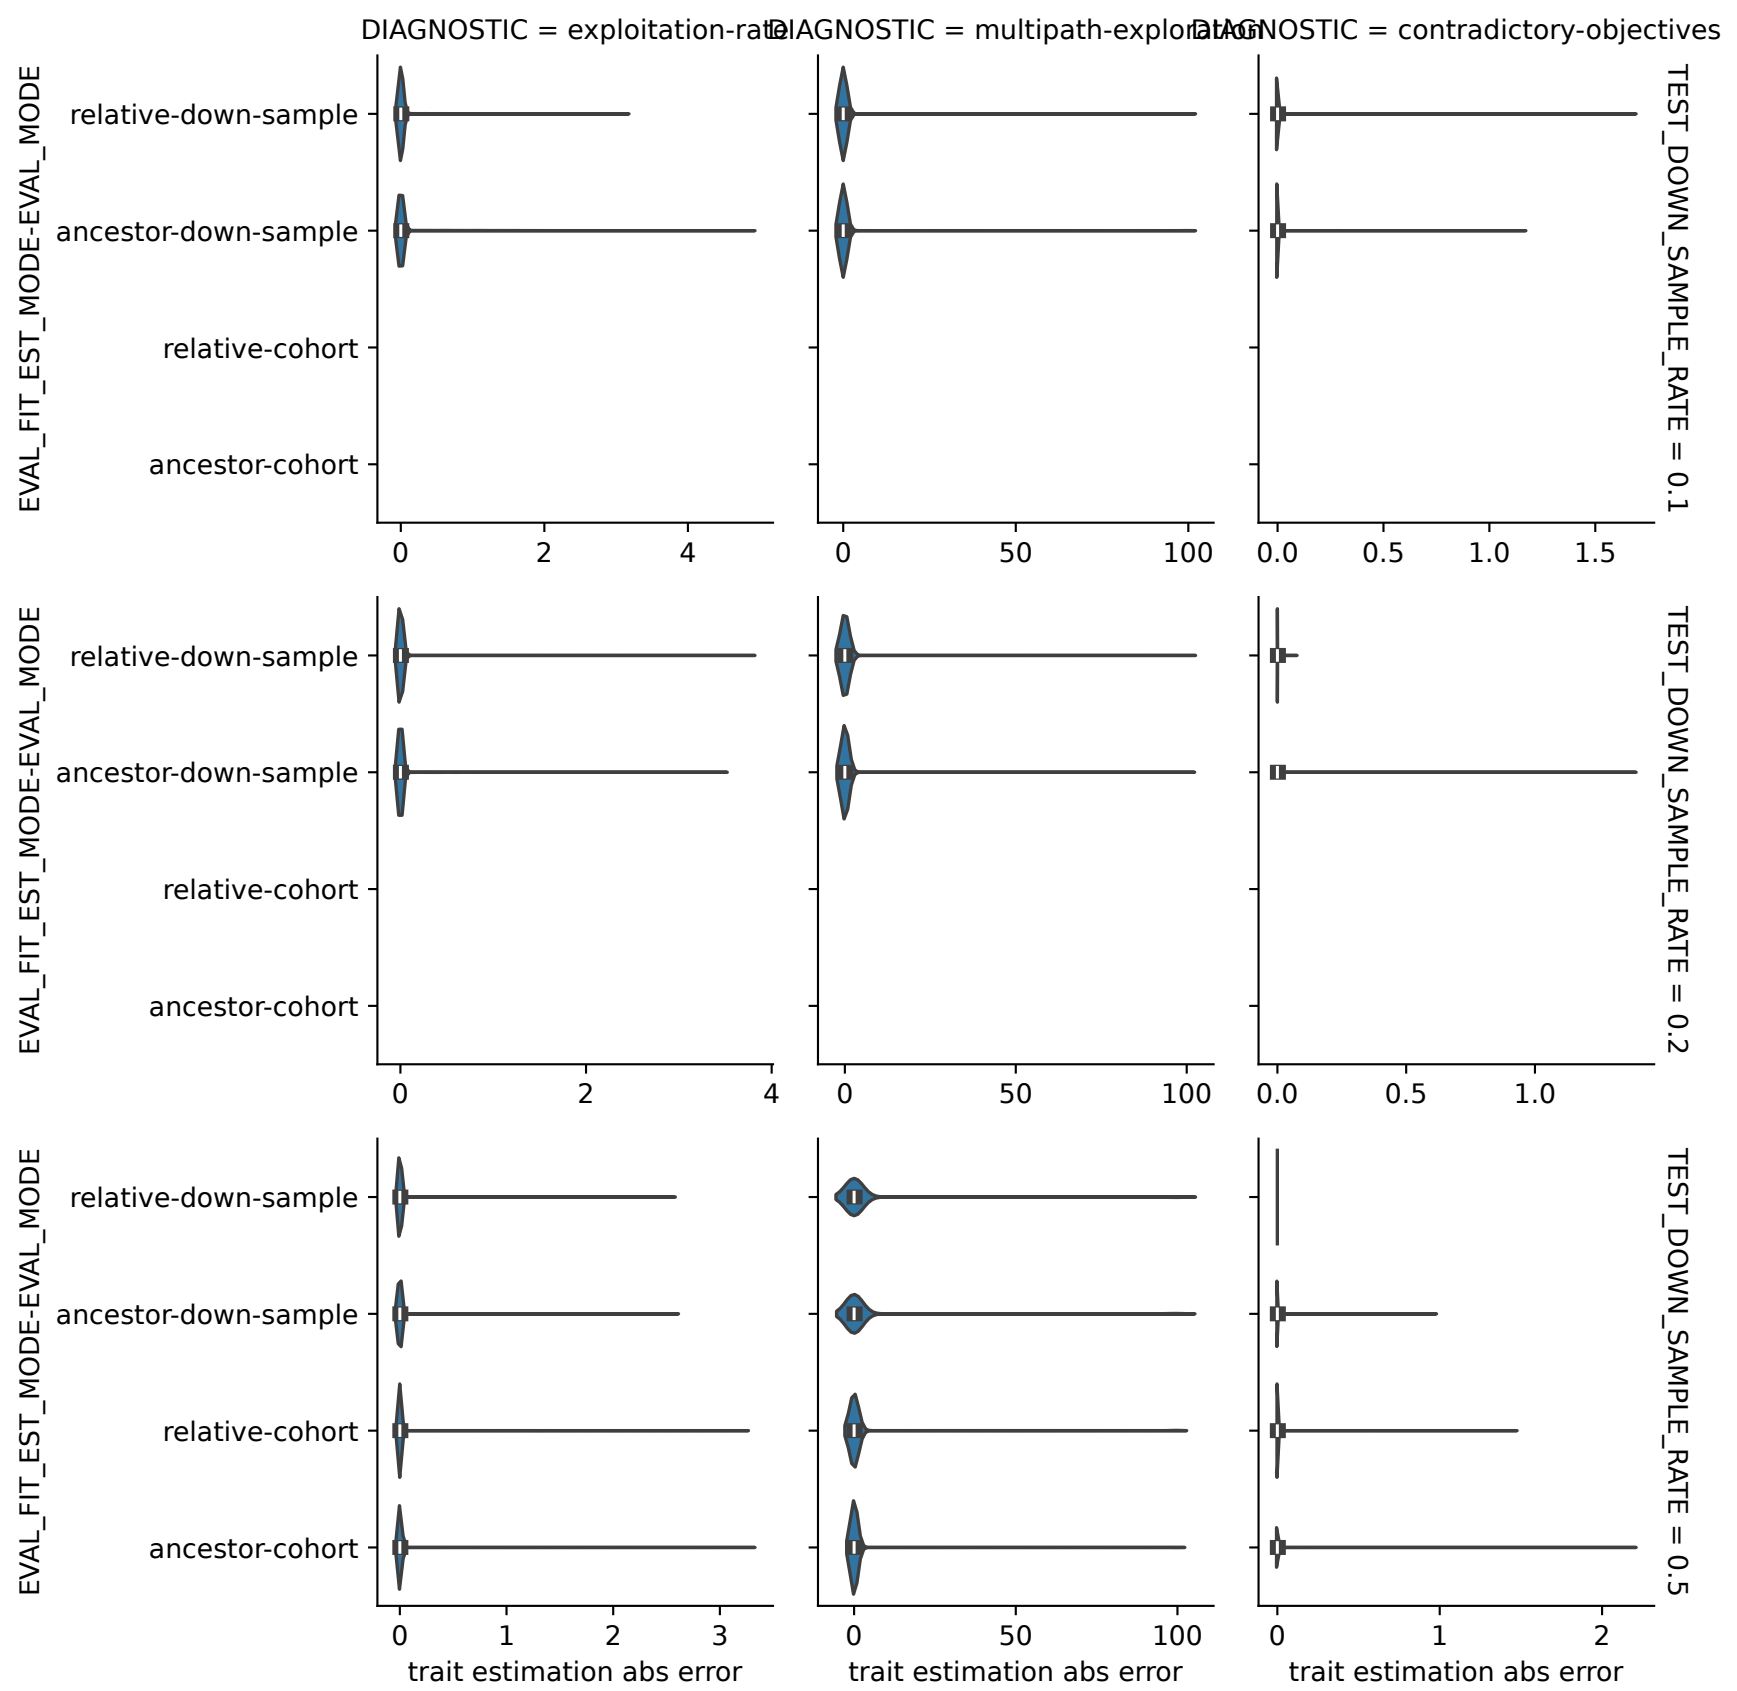 DIAGNOSTIC = exploitation-rate
DIAGNOSTIC = multipath-exploration
DIAGNOSTIC = contradictory-objectives
EVAL_FIT_EST_MODE-EVAL_MODE
relative-down-sample
ancestor-down-sample
relative-cohort
ancestor-cohort
TEST_DOWN_SAMPLE_RATE = 0.1
0 2 4
0 50 100
0.0 0.5 1.0 1.5
EVAL_FIT_EST_MODE-EVAL_MODE
relative-down-sample
ancestor-down-sample
relative-cohort
ancestor-cohort
TEST_DOWN_SAMPLE_RATE = 0.2
0 2 4
0 50 100
0.0 0.5 1.0
EVAL_FIT_EST_MODE-EVAL_MODE
relative-down-sample
ancestor-down-sample
relative-cohort
ancestor-cohort
TEST_DOWN_SAMPLE_RATE = 0.5
0 1 2 3
0 50 100
0 1 2
trait estimation abs error
trait estimation abs error
trait estimation abs error